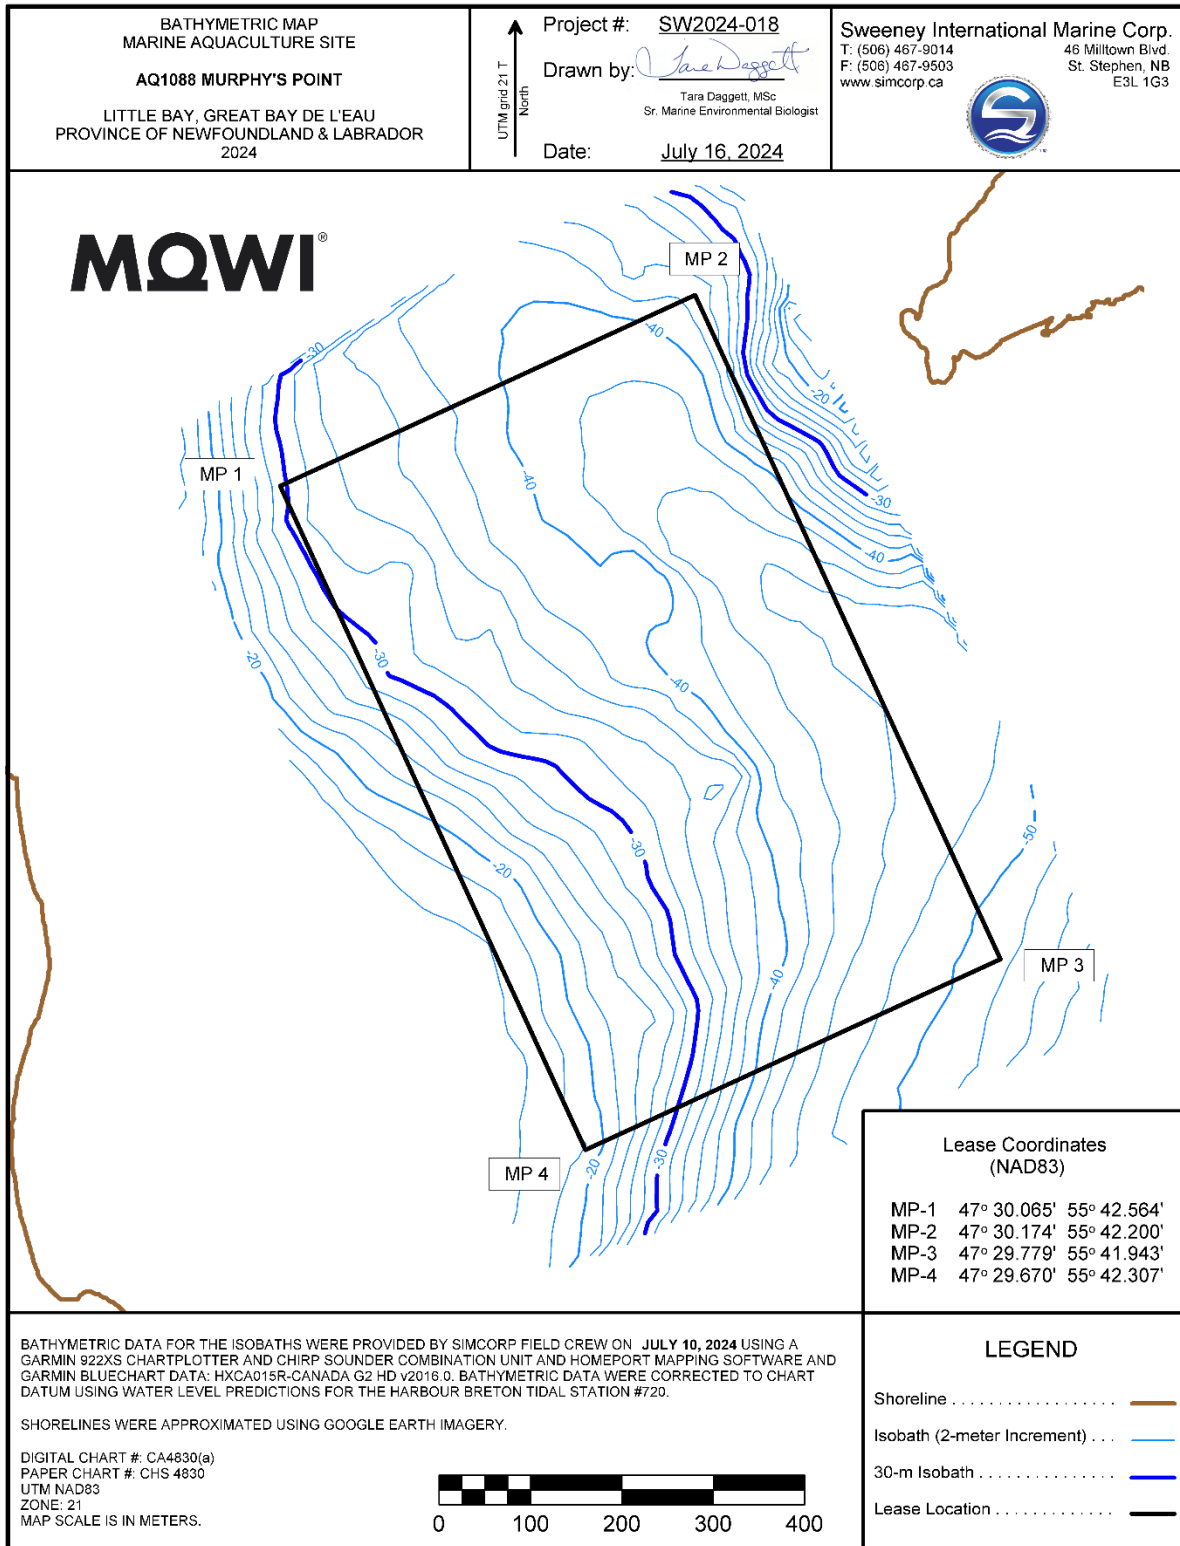 BATHYMETRIC MAP
MARINE AQUACULTURE SITE
AQ1088 MURPHY'S POINT
LITTLE BAY, GREAT BAY DE L'EAU
PROVINCE OF NEWFOUNDLAND & LABRADOR
2024
UTM grid 21 T
North
Project #: SW2024-018
Drawn by: Tara Daggett
Tara Daggett, MSc
Sr. Marine Environmental Biologist
Date: July 16, 2024
Sweeney International Marine Corp.
T: (506) 467-9014 46 Milltown Blvd.
F: (506) 467-9503 St. Stephen, NB
www.simcorp.ca E3L 1G3
MOWI®
MP 2
-30
-40
-20
MP 1
-40
-30
-40
-20
-30
-40
-50
-30
-20
MP 3
-40
MP 4
-20
-30
Lease Coordinates
(NAD83)
MP-1 47° 30.065' 55° 42.564'
MP-2 47° 30.174' 55° 42.200'
MP-3 47° 29.779' 55° 41.943'
MP-4 47° 29.670' 55° 42.307'
BATHYMETRIC DATA FOR THE ISOBATHS WERE PROVIDED BY SIMCORP FIELD CREW ON JULY 10, 2024 USING A
GARMIN 922XS CHARTPLOTTER AND CHIRP SOUNDER COMBINATION UNIT AND HOMEPORT MAPPING SOFTWARE AND
GARMIN BLUECHART DATA: HXCA015R-CANADA G2 HD v2016.0. BATHYMETRIC DATA WERE CORRECTED TO CHART
DATUM USING WATER LEVEL PREDICTIONS FOR THE HARBOUR BRETON TIDAL STATION #720.
SHORELINES WERE APPROXIMATED USING GOOGLE EARTH IMAGERY.
DIGITAL CHART #: CA4830(a)
PAPER CHART #: CHS 4830
UTM NAD83
ZONE: 21
MAP SCALE IS IN METERS.
0 100 200 300 400
LEGEND
Shoreline . . . . . . . . . . . . . . . . . .
Isobath (2-meter Increment) . . .
30-m Isobath . . . . . . . . . . . . . . .
Lease Location . . . . . . . . . . . . .